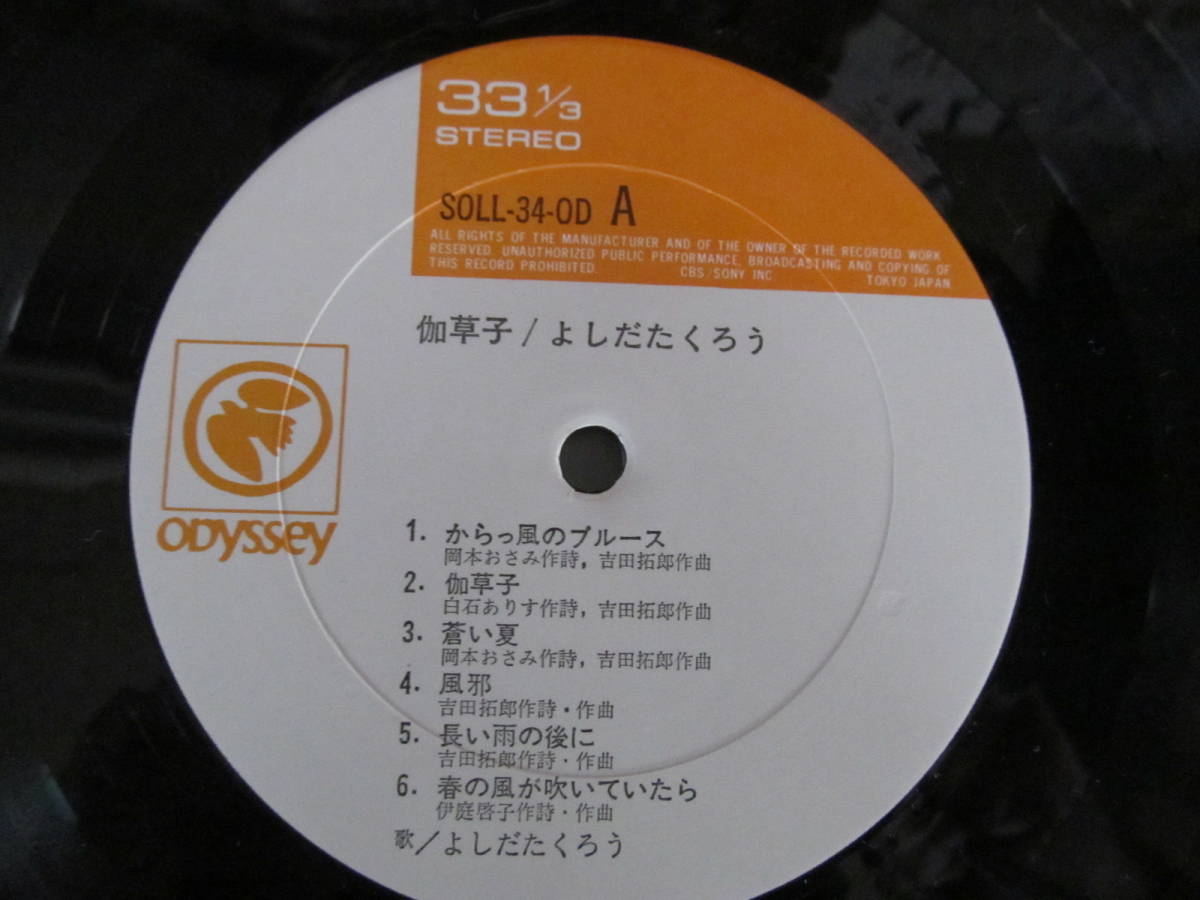 33 1/3
STEREO
SOLL-34-OD A
ALL RIGHTS OF THE MANUFACTURER AND OF THE OWNER OF THE RECORDED WORK
RESERVED. UNAUTHORIZED PUBLIC PERFORMANCE, BROADCASTING AND COPYING OF
THIS RECORD PROHIBITED. CBS/SONY INC TOKYO JAPAN
伽草子/よしだたくろう
ODYSSEY
1. からっ風のブルース
岡本おさみ作詩，吉田拓郎作曲
2. 伽草子
白石ありす作詩，吉田拓郎作曲
3. 蒼い夏
岡本おさみ作詩，吉田拓郎作曲
4. 風邪
吉田拓郎作詩・作曲
5. 長い雨の後に
吉田拓郎作詩・作曲
6. 春の風が吹いていたら
伊庭啓子作詩・作曲
歌/よしだたくろう